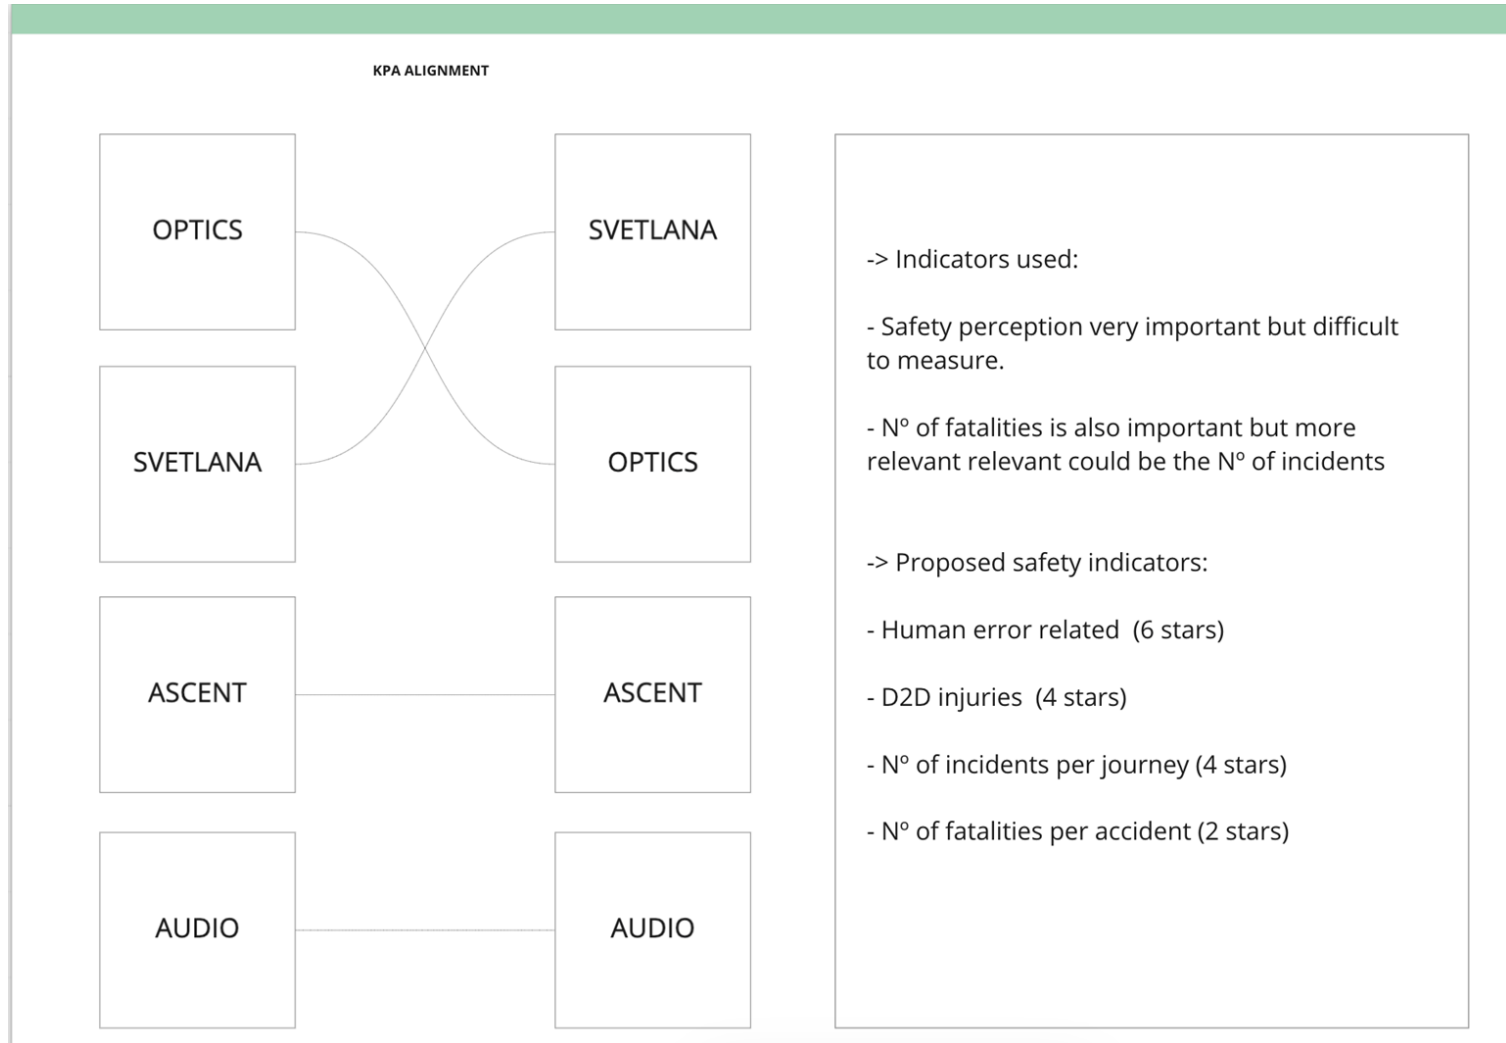 KPA ALIGNMENT
OPTICS
SVETLANA
SVETLANA
OPTICS
ASCENT
ASCENT
AUDIO
AUDIO
-> Indicators used:
- Safety perception very important but difficult
to measure.
- Nº of fatalities is also important but more
relevant relevant could be the Nº of incidents
-> Proposed safety indicators:
- Human error related  (6 stars)
- D2D injuries  (4 stars)
- Nº of incidents per journey (4 stars)
- Nº of fatalities per accident (2 stars)